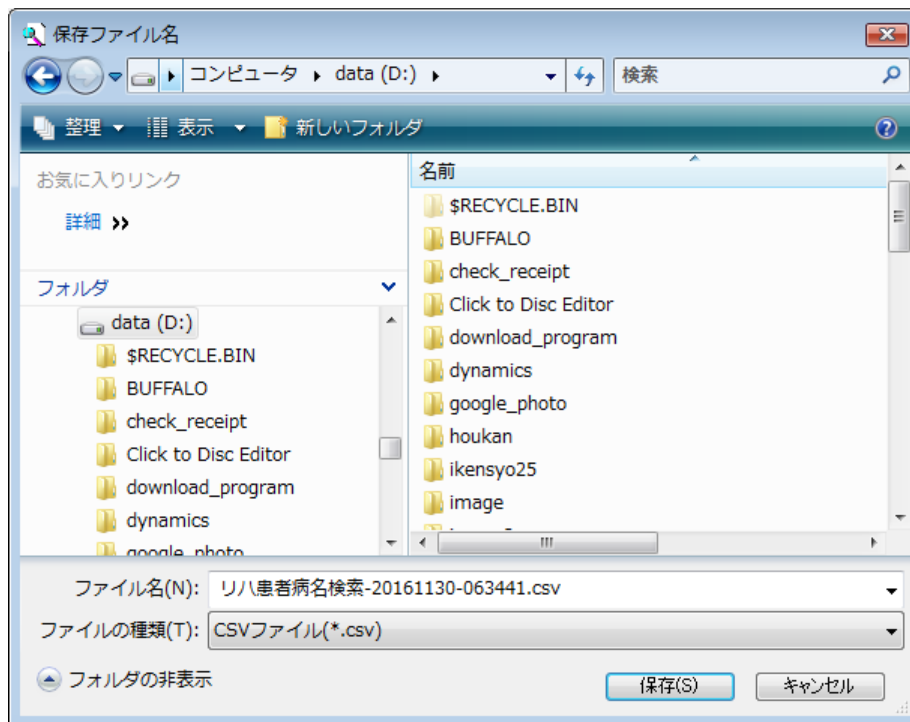 保存ファイル名
コンピュータ ▸ data (D:) ▸
検索
整理 表示 新しいフォルダ
お気に入りリンク
詳細 »
フォルダ
data (D:)
$RECYCLE.BIN
BUFFALO
check_receipt
Click to Disc Editor
download_program
dynamics
google_photo
名前
$RECYCLE.BIN
BUFFALO
check_receipt
Click to Disc Editor
download_program
dynamics
google_photo
houkan
ikensyo25
image
ファイル名(N): リハ患者病名検索-20161130-063441.csv
ファイルの種類(T): CSVファイル(*.csv)
フォルダの非表示
保存(S) キャンセル